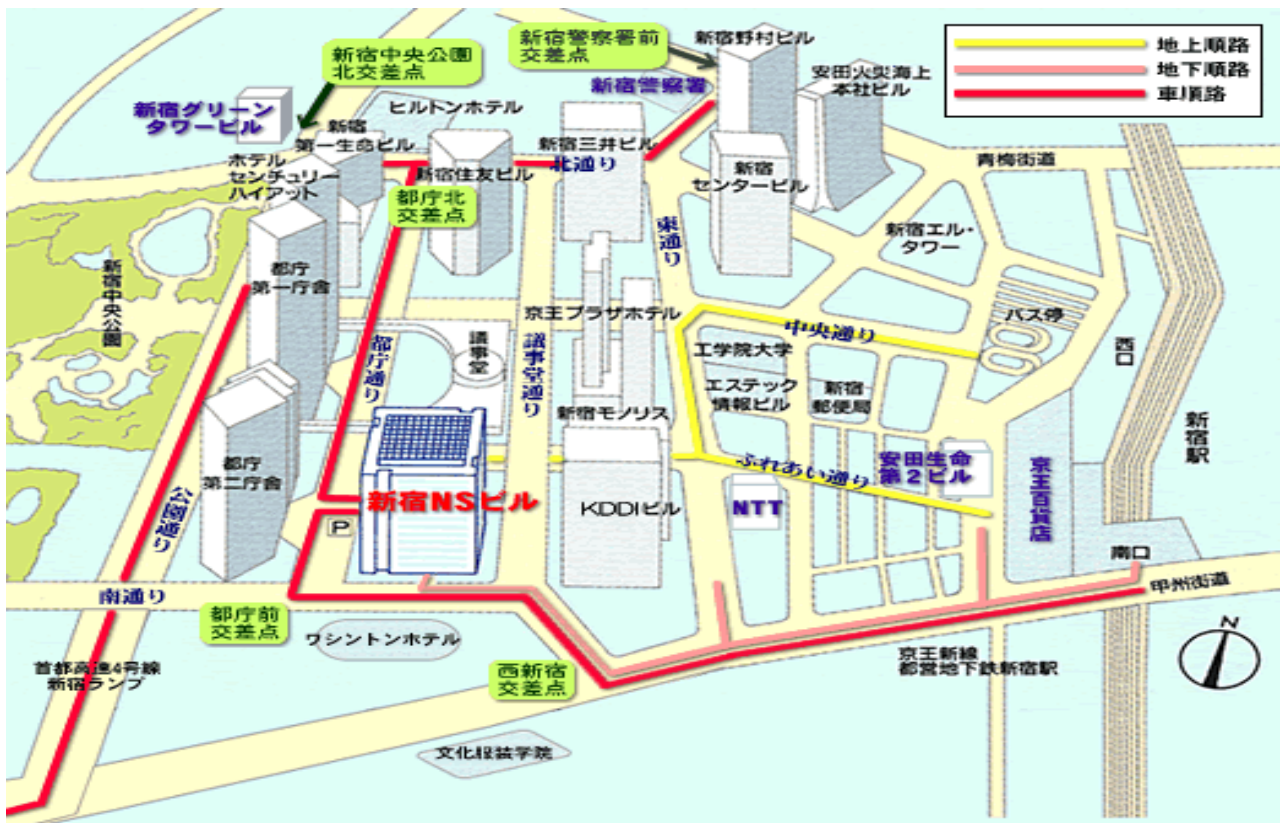 新宿中央公園
北交差点
新宿警察署前
交差点
新宿野村ビル
新宿警察署
安田火災海上
本社ビル
地上順路
地下順路
車順路
新宿グリーン
タワービル
ヒルトンホテル
新宿
第一生命ビル
ホテル
センチュリー
ハイアット
新宿住友ビル
新宿三井ビル
北通り
新宿
センタービル
青梅街道
都庁北
交差点
東通り
新宿エル・
タワー
新宿中央公園
都庁
第一庁舎
京王プラザホテル
中央通り
バス停
西口
都庁通り
議事堂
議事堂通り
工学院大学
エステック
情報ビル
新宿
郵便局
新宿モノリス
新宿駅
都庁
第二庁舎
新宿NSビル
P
KDDIビル
ふれあい通り
安田生命
第2ビル
NTT
京王百貨店
公園通り
南口
甲州街道
南通り
都庁前
交差点
ワシントンホテル
西新宿
交差点
首都高速4号線
新宿ランプ
京王新線
都営地下鉄新宿駅
N
文化服装学院